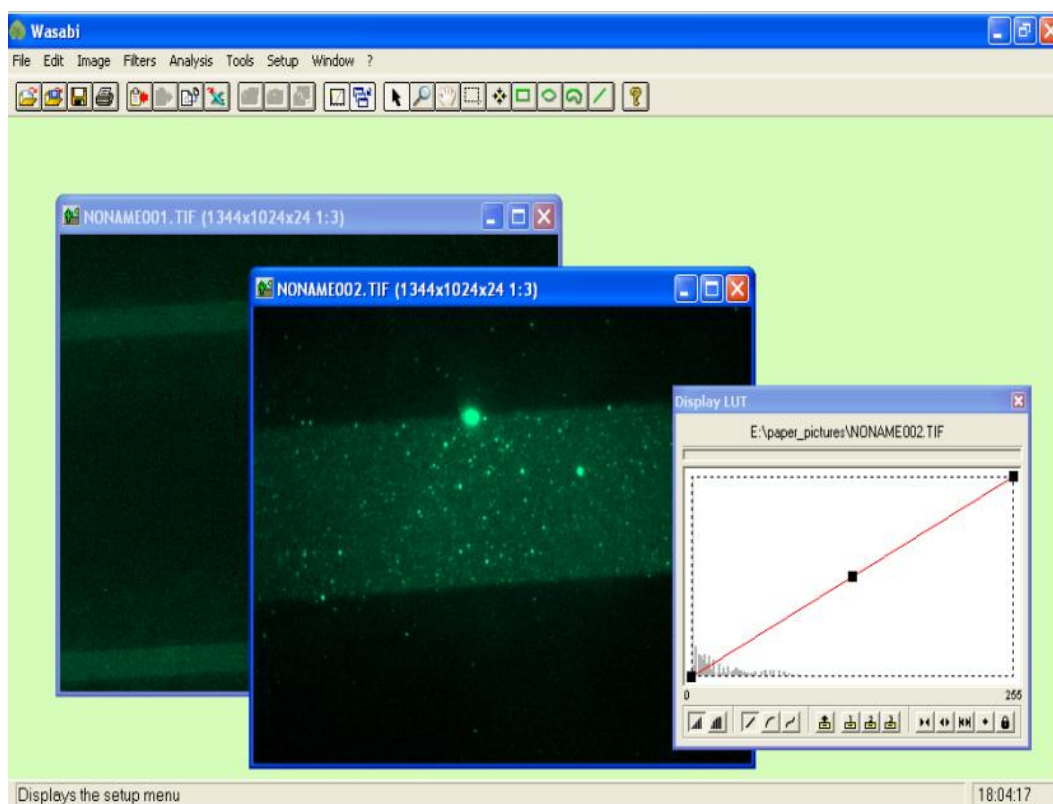 Wasabi
File Edit Image Filters Analysis Tools Setup Window ?
NONAME001.TIF (1344x1024x24 1:3)
NONAME002.TIF (1344x1024x24 1:3)
Display LUT
E:\paper_pictures\NONAME002.TIF
0 255
Displays the setup menu 18:04:17